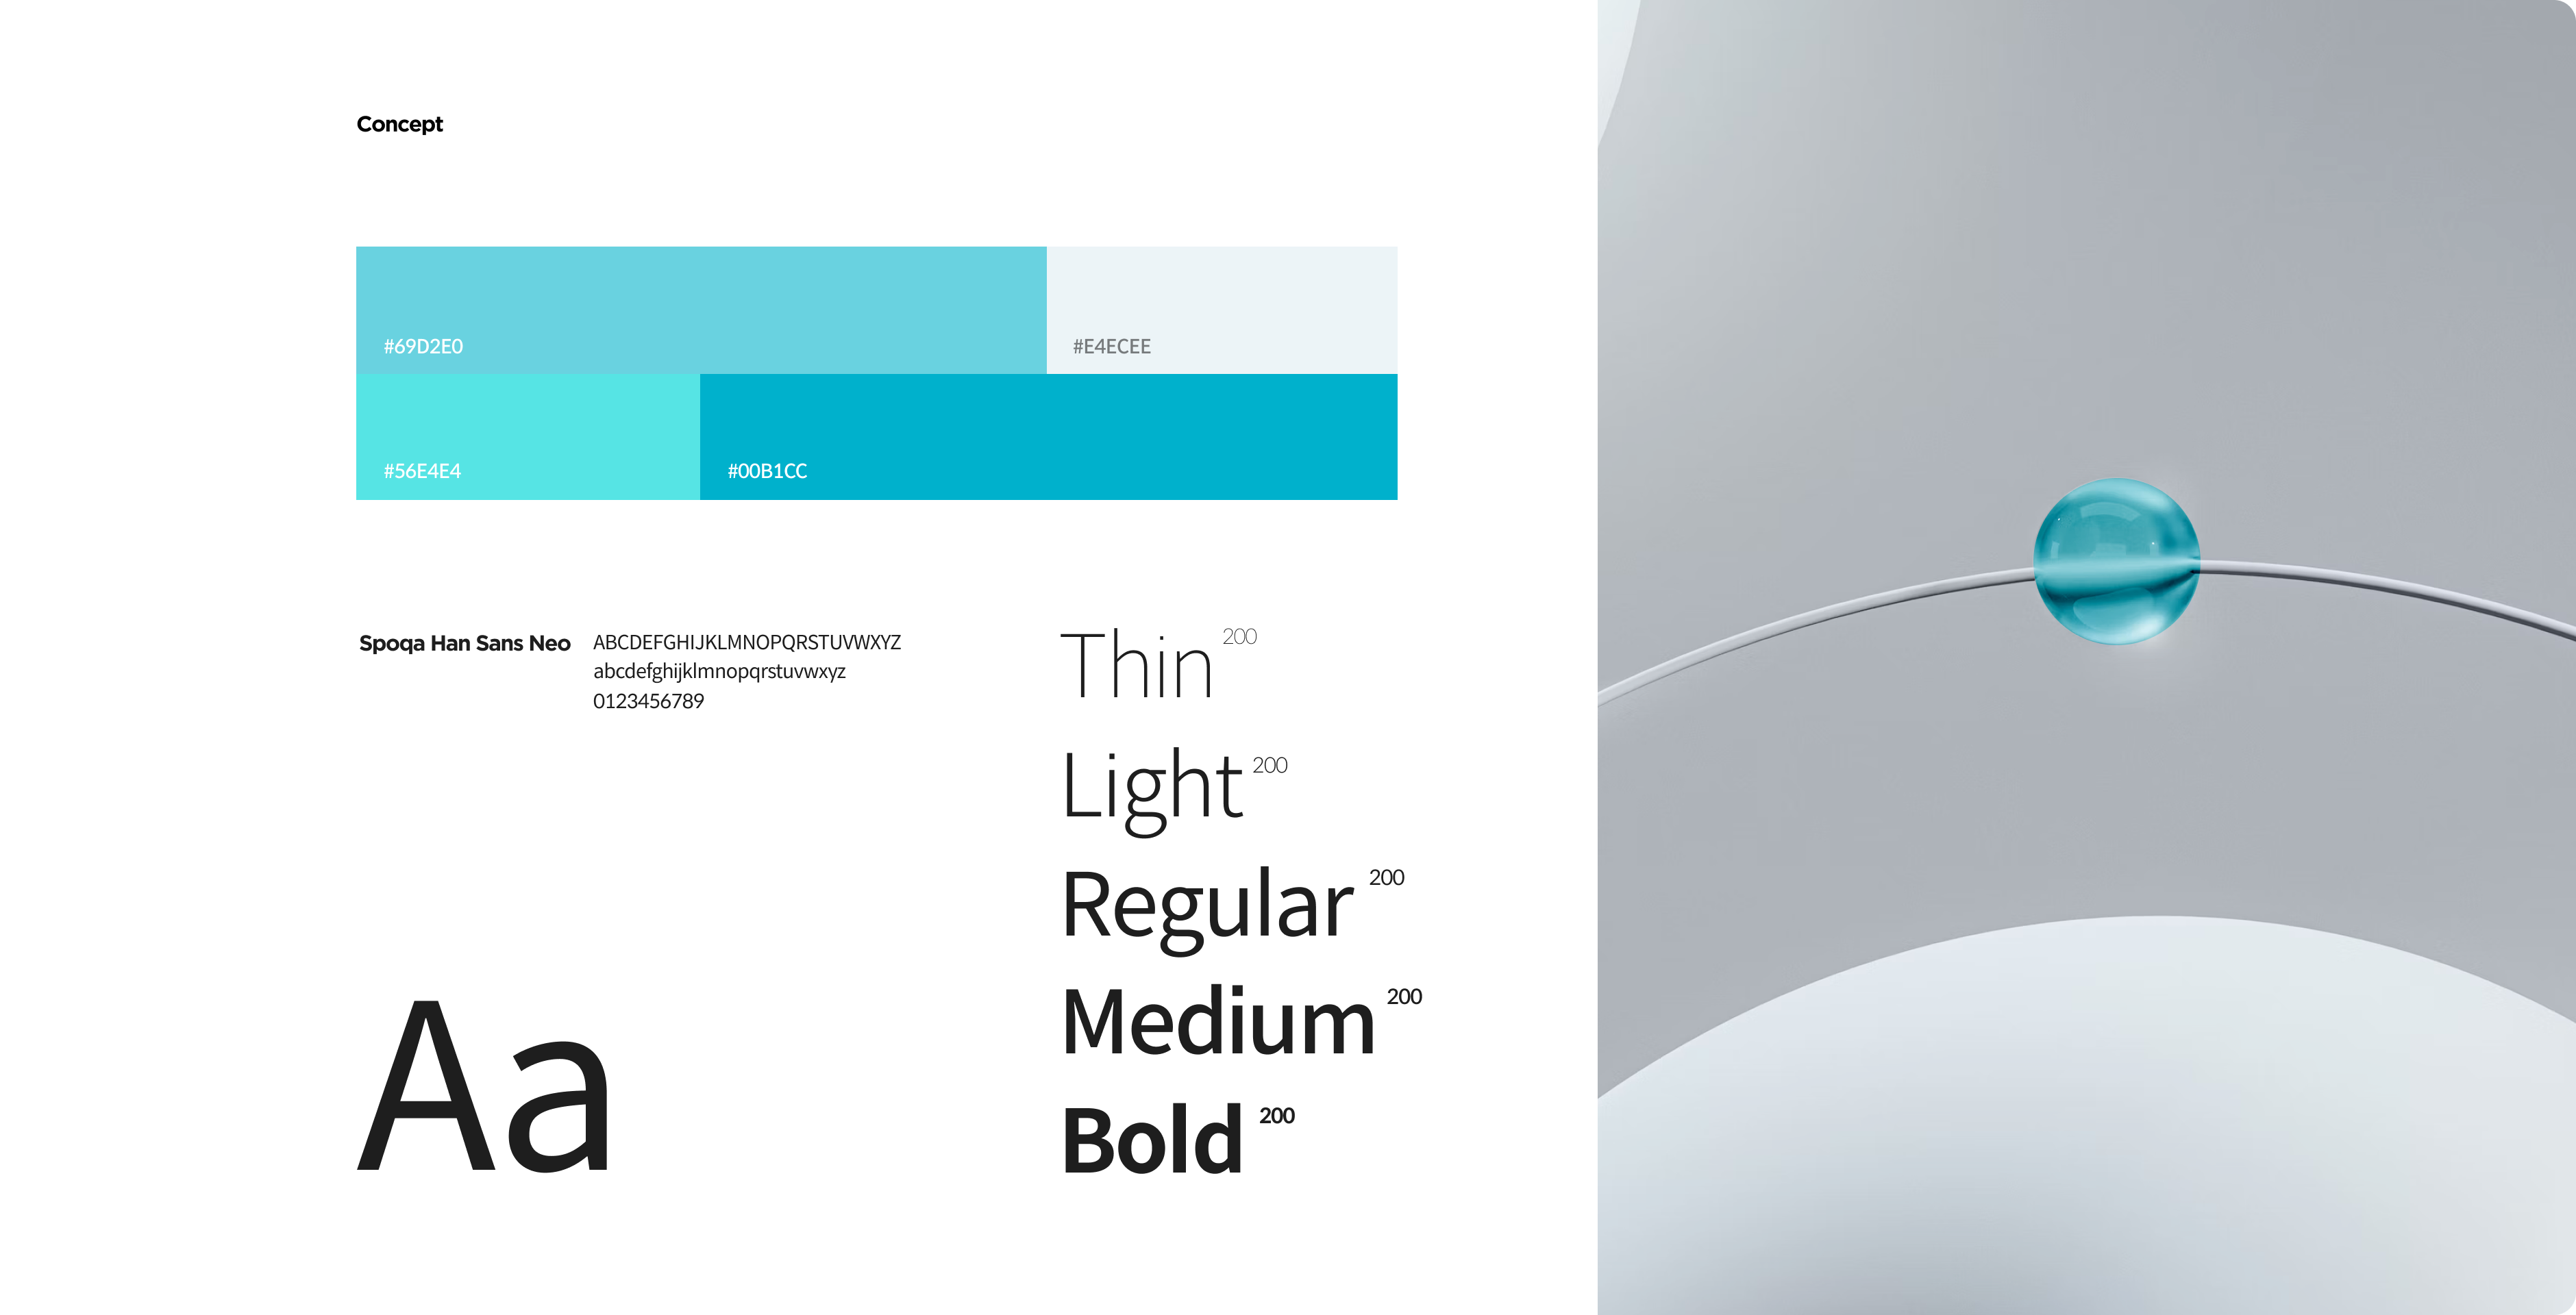 Concept
#69D2E0
#E4ECEE
#56E4E4
#00B1CC
Spoqa Han Sans Neo
ABCDEFGHIJKLMNOPQRSTUVWXYZ
abcdefghijklmnopqrstuvwxyz
0123456789
Aa
Thin 200
Light 200
Regular 200
Medium 200
Bold 200